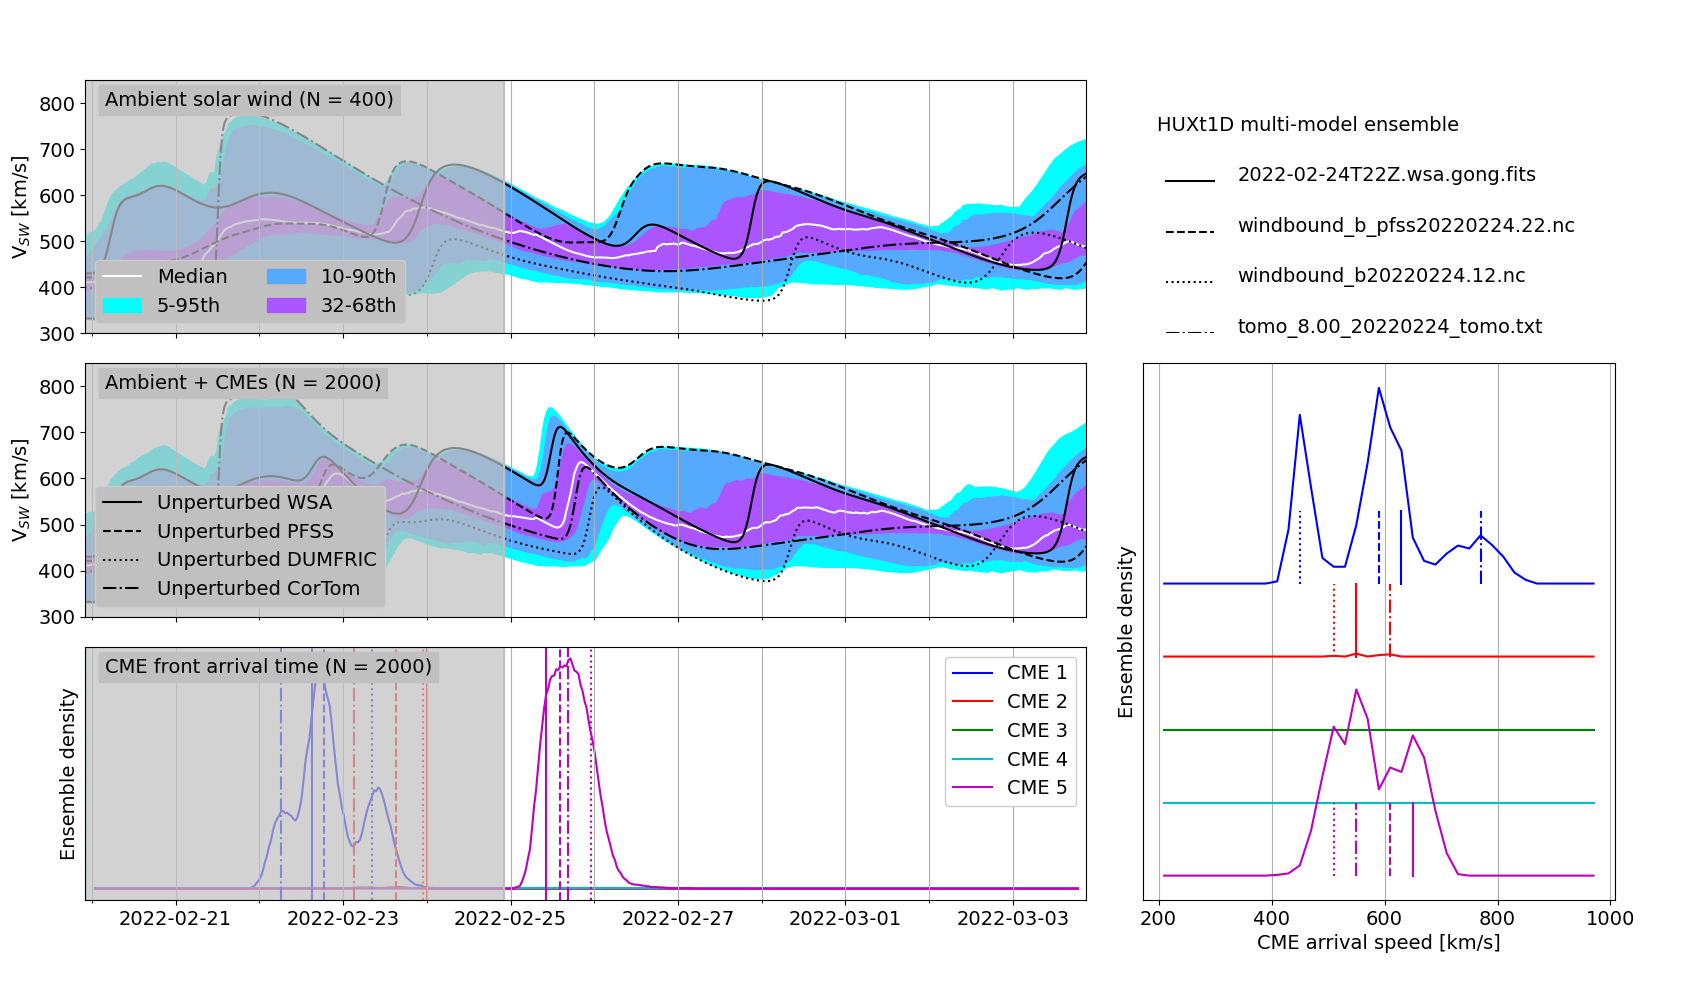 Ambient solar wind (N = 400)
800
700
600
500
400
300
V_SW [km/s]
Median
5-95th
10-90th
32-68th
HUXt1D multi-model ensemble
2022-02-24T22Z.wsa.gong.fits
windbound_b_pfss20220224.22.nc
windbound_b20220224.12.nc
tomo_8.00_20220224_tomo.txt
Ambient + CMEs (N = 2000)
800
700
600
500
400
300
V_SW [km/s]
Unperturbed WSA
Unperturbed PFSS
Unperturbed DUMFRIC
Unperturbed CorTom
CME front arrival time (N = 2000)
Ensemble density
CME 1
CME 2
CME 3
CME 4
CME 5
2022-02-21 2022-02-23 2022-02-25 2022-02-27 2022-03-01 2022-03-03
Ensemble density
200 400 600 800 1000
CME arrival speed [km/s]